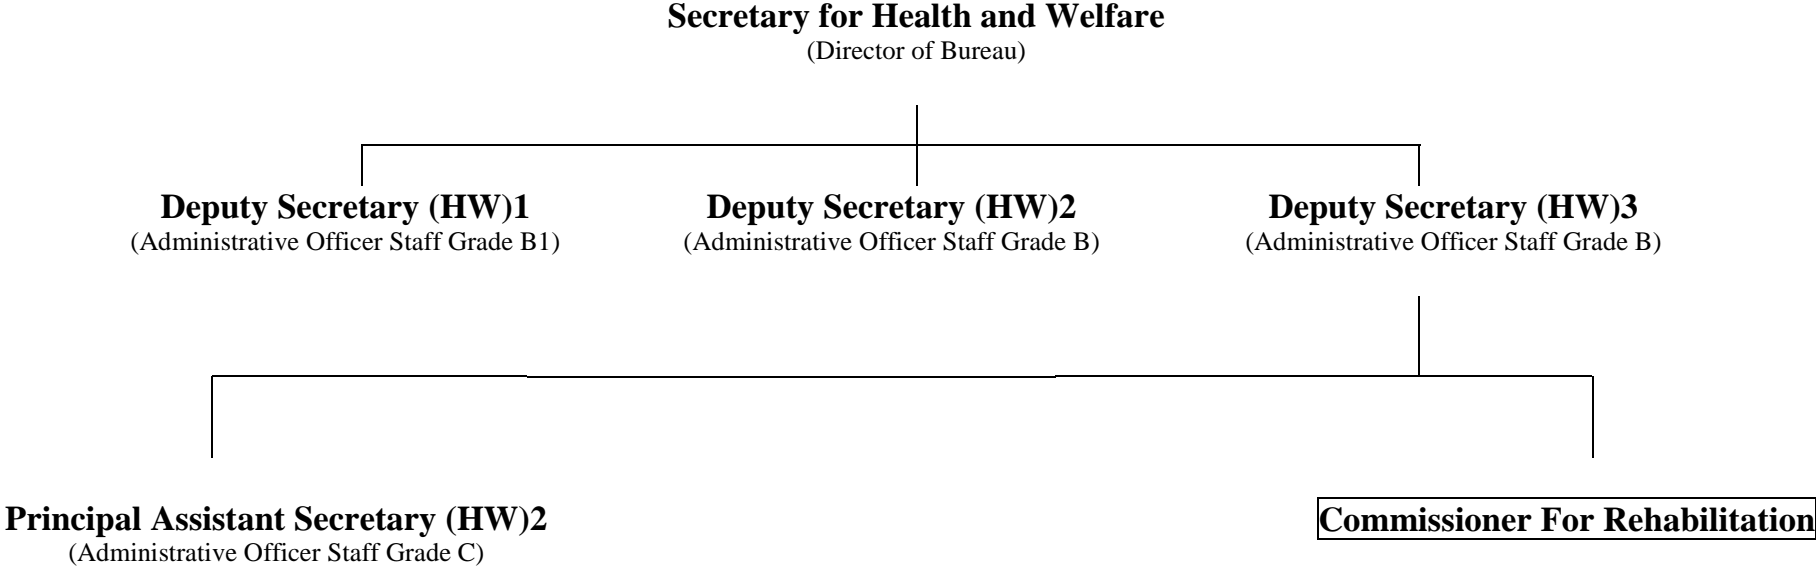 Secretary for Health and Welfare
(Director of Bureau)
Deputy Secretary (HW)1
(Administrative Officer Staff Grade B1)
Deputy Secretary (HW)2
(Administrative Officer Staff Grade B)
Deputy Secretary (HW)3
(Administrative Officer Staff Grade B)
Principal Assistant Secretary (HW)2
(Administrative Officer Staff Grade C)
Commissioner For Rehabilitation